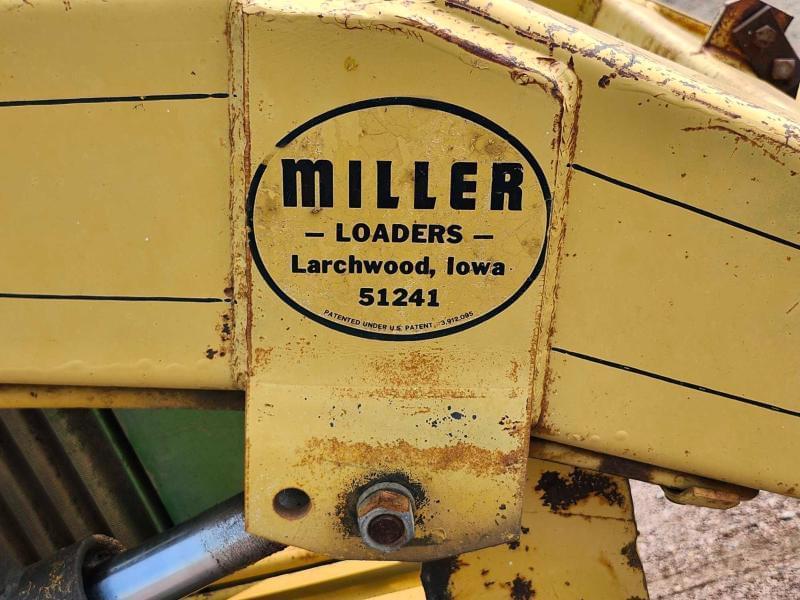 MILLER
– LOADERS –
Larchwood, Iowa
51241
PATENTED UNDER U.S. PATENT, 3,912,095